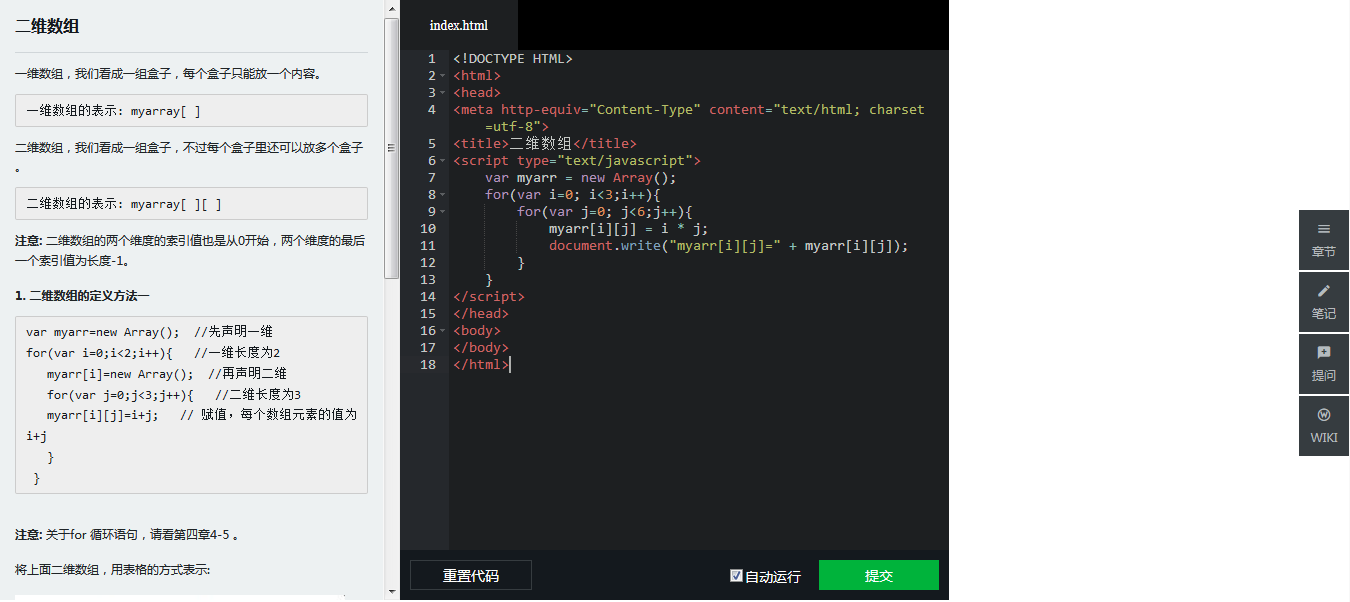 二维数组
一维数组，我们看成一组盒子，每个盒子只能放一个内容。
一维数组的表示: myarray[ ]
二维数组，我们看成一组盒子，不过每个盒子里还可以放多个盒子
。
二维数组的表示: myarray[ ][ ]
注意: 二维数组的两个维度的索引值也是从0开始，两个维度的最后
一个索引值为长度-1。
1. 二维数组的定义方法一
var myarr=new Array();  //先声明一维
for(var i=0;i<2;i++){   //一维长度为2
   myarr[i]=new Array();  //再声明二维
   for(var j=0;j<3;j++){   //二维长度为3
   myarr[i][j]=i+j;   // 赋值，每个数组元素的值为
i+j
   }
 }
注意: 关于for 循环语句，请看第四章4-5 。
将上面二维数组，用表格的方式表示:
index.html
1 <!DOCTYPE HTML>
2 <html>
3 <head>
4 <meta http-equiv="Content-Type" content="text/html; charset
=utf-8">
5 <title>二维数组</title>
6 <script type="text/javascript">
7     var myarr = new Array();
8     for(var i=0; i<3;i++){
9         for(var j=0; j<6;j++){
10             myarr[i][j] = i * j;
11             document.write("myarr[i][j]=" + myarr[i][j]);
12         }
13     }
14 </script>
15 </head>
16 <body>
17 </body>
18 </html>
重置代码
自动运行
提交
章节
笔记
提问
WIKI